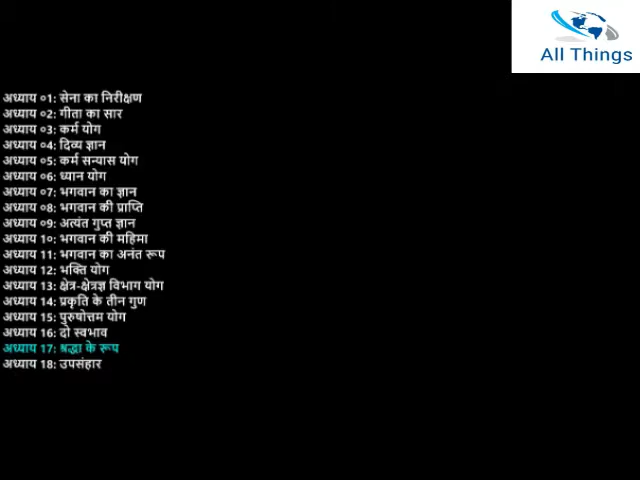 All Things
अध्याय ०1: सेना का निरीक्षण
अध्याय ०2: गीता का सार
अध्याय ०3: कर्म योग
अध्याय ०4: दिव्य ज्ञान
अध्याय ०5: कर्म सन्यास योग
अध्याय ०6: ध्यान योग
अध्याय ०7: भगवान का ज्ञान
अध्याय ०8: भगवान की प्राप्ति
अध्याय ०9: अत्यंत गुप्त ज्ञान
अध्याय 1०: भगवान की महिमा
अध्याय 11: भगवान का अनंत रूप
अध्याय 12: भक्ति योग
अध्याय 13: क्षेत्र-क्षेत्रज्ञ विभाग योग
अध्याय 14: प्रकृति के तीन गुण
अध्याय 15: पुरुषोत्तम योग
अध्याय 16: दो स्वभाव
अध्याय 17: श्रद्धा के रूप
अध्याय 18: उपसंहार